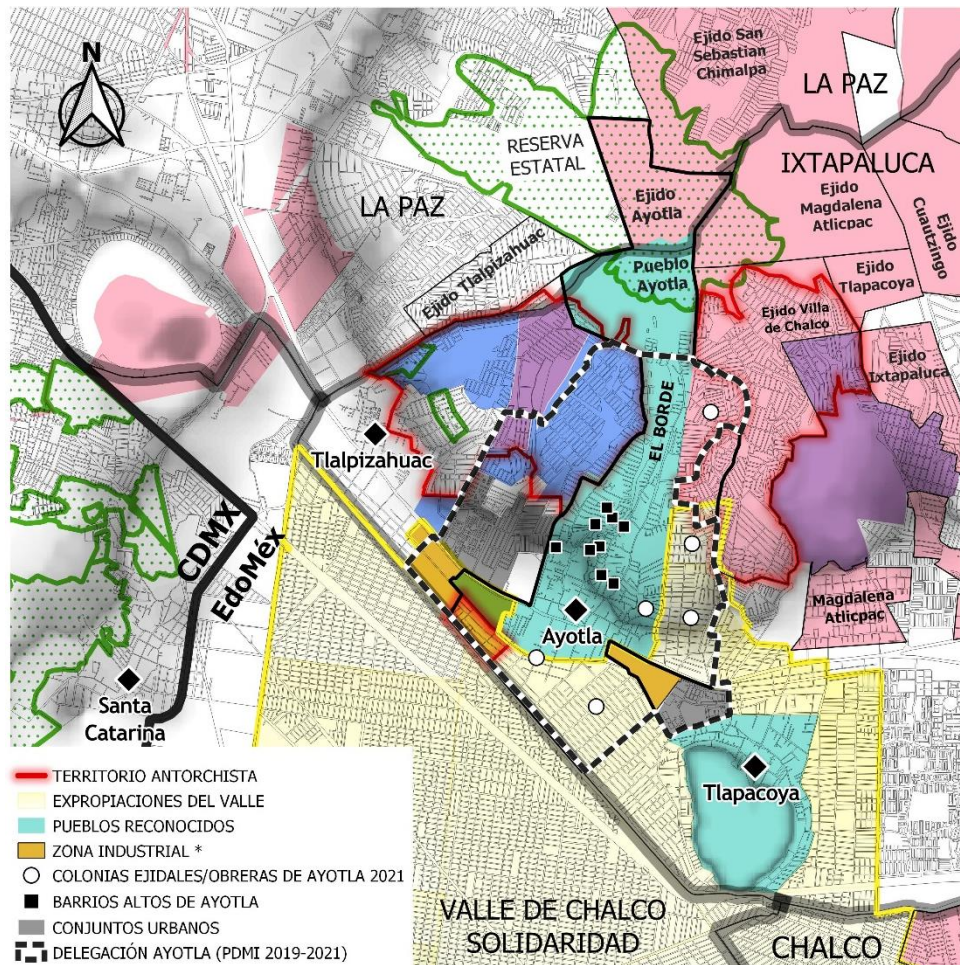 N
Ejido San
Sebastian
Chimalpa
LA PAZ
RESERVA
ESTATAL
IXTAPALUCA
LA PAZ
Ejido
Ayotla
Ejido
Magdalena
Atlicpac
Ejido
Cuautzingo
Ejido Tlalpizahuac
Pueblo
Ayotla
Ejido
Tlapacoya
Ejido Villa
de Chalco
Ejido
Ixtapaluca
EL BORDE
Tlalpizahuac
CDMX
EdoMéx
Ayotla
Magdalena
Atlicpac
Santa
Catarina
Tlapacoya
TERRITORIO ANTORCHISTA
EXPROPIACIONES DEL VALLE
PUEBLOS RECONOCIDOS
ZONA INDUSTRIAL *
COLONIAS EJIDALES/OBRERAS DE AYOTLA 2021
BARRIOS ALTOS DE AYOTLA
CONJUNTOS URBANOS
DELEGACIÓN AYOTLA (PDMI 2019-2021)
VALLE DE CHALCO
SOLIDARIDAD
CHALCO